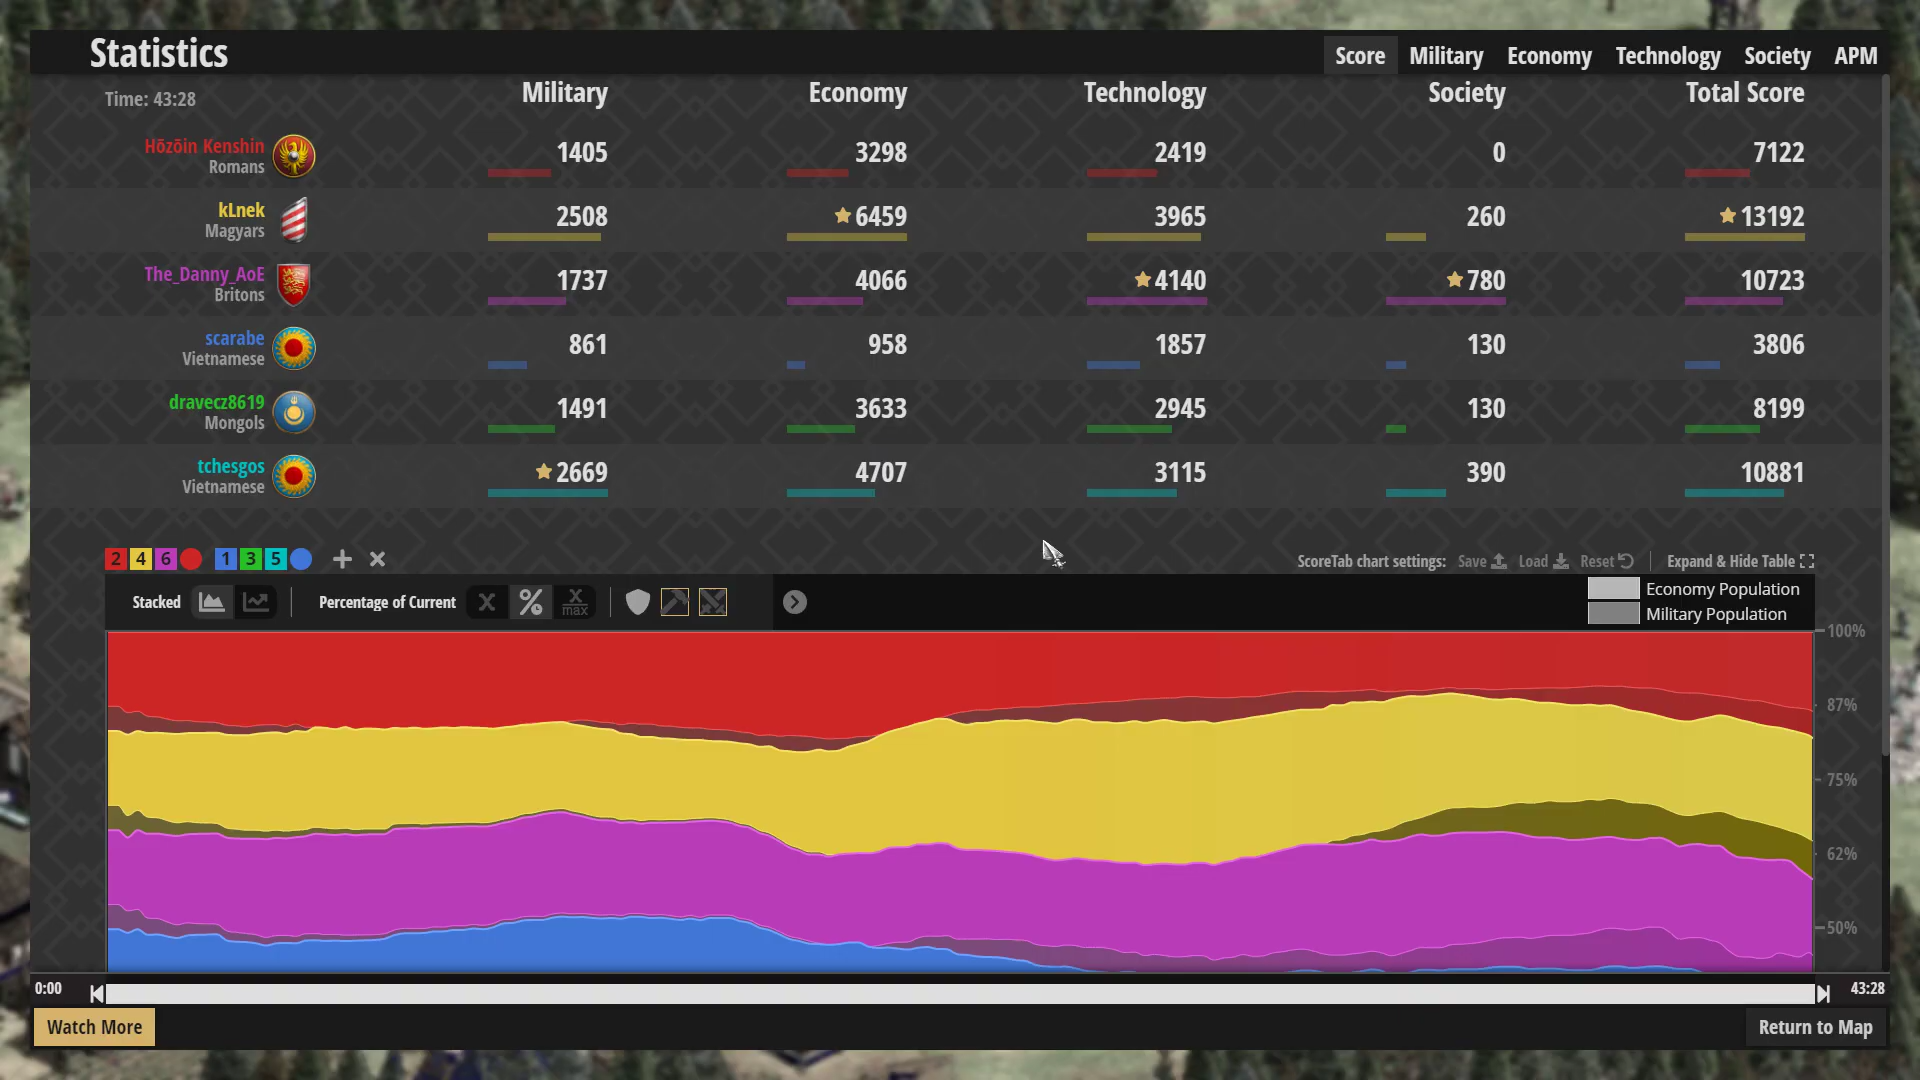 Statistics
Score Military Economy Technology Society APM
Time: 43:28 Military Economy Technology Society Total Score
Hōzōin Kenshin 1405 3298 2419 0 7122
Romans
kLnek 2508 6459 3965 260 13192
Magyars
The_Danny_AoE 1737 4066 4140 780 10723
Britons
scarabe 861 958 1857 130 3806
Vietnamese
dravecz8619 1491 3633 2945 130 8199
Mongols
tchesgos 2669 4707 3115 390 10881
Vietnamese
2 4 6 1 3 5 ScoreTab chart settings: Save Load Reset Expand & Hide Table
Stacked Percentage of Current X % X max
Economy Population
Military Population
100%
87%
75%
62%
50%
0:00 43:28
Watch More Return to Map